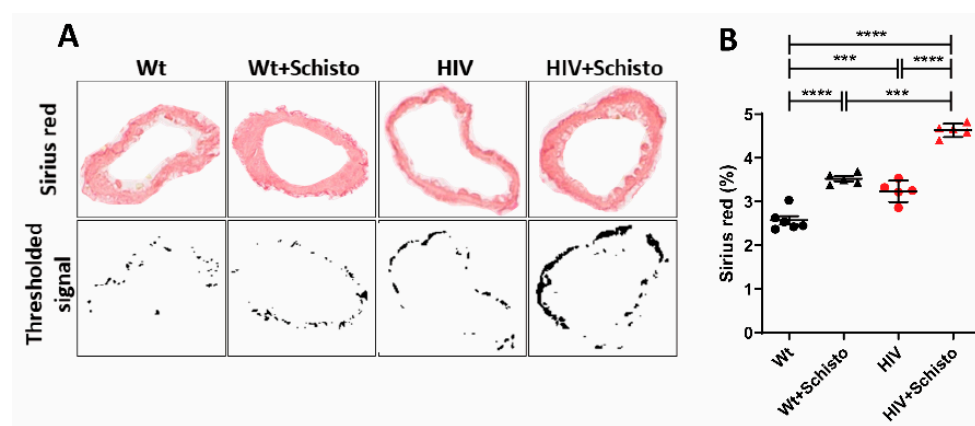 A
Wt
Wt+Schisto
HIV
HIV+Schisto
Sirius red
Thresholded
signal
B
****
***
****
****
***
Sirius red (%)
5
4
3
2
1
0
Wt
Wt+Schisto
HIV
HIV+Schisto